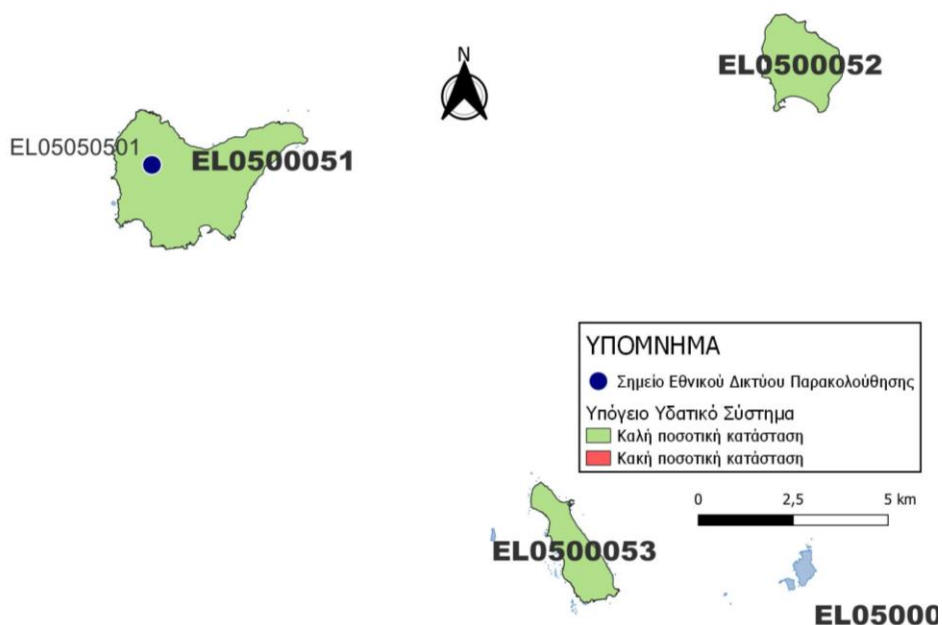 N
EL0500052
EL05050501
EL0500051
ΥΠΟΜΝΗΜΑ
Σημείο Εθνικού Δικτύου Παρακολούθησης
Υπόγειο Υδατικό Σύστημα
Καλή ποσοτική κατάσταση
Κακή ποσοτική κατάσταση
0 2,5 5 km
EL0500053
EL05000